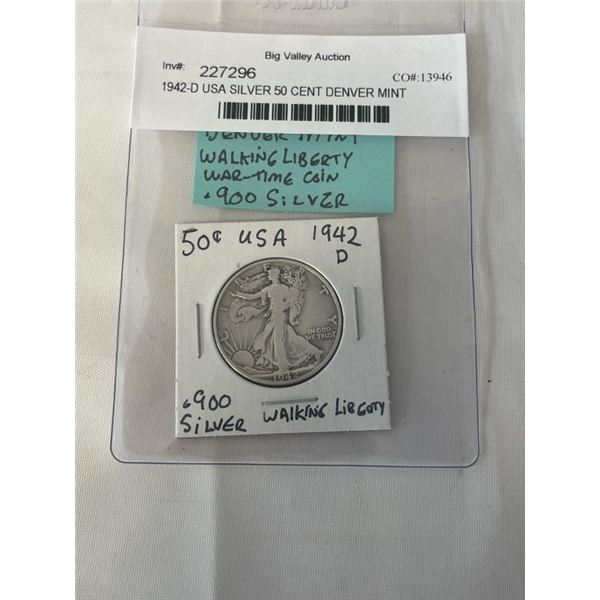 Big Valley Auction
Inv#: 227296 CO#:13946
1942-D USA SILVER 50 CENT DENVER MINT
DENVER MINT
WALKING LIBERTY
WAR-TIME COIN
.900 SILVER
50¢ USA 1942
D
LIBERTY
IN GOD
WE TRUST
1942
.900
SILVER WALKING LIBERTY